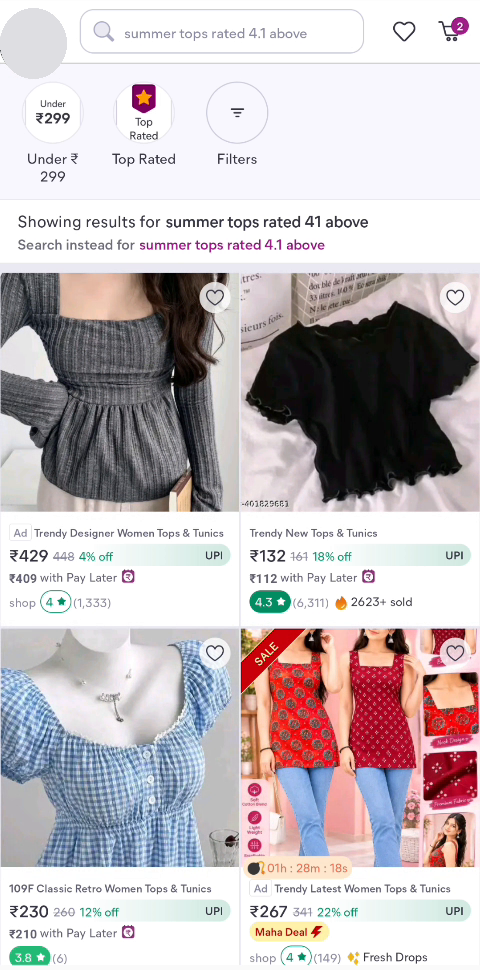 summer tops rated 4.1 above
2
Under
₹299
Top
Rated
Under ₹
299
Top Rated
Filters
Showing results for summer tops rated 41 above
Search instead for summer tops rated 4.1 above
-401829681
Ad Trendy Designer Women Tops & Tunics
₹429 448 4% off UPI
₹409 with Pay Later
shop 4 ★ (1,333)
Trendy New Tops & Tunics
₹132 161 18% off UPI
₹112 with Pay Later
4.3 ★ (6,311) 2623+ sold
109F Classic Retro Women Tops & Tunics
₹230 260 12% off UPI
₹210 with Pay Later
3.8 ★ (6)
SALE
Light
Weight
01h : 28m : 18s
Ad Trendy Latest Women Tops & Tunics
₹267 341 22% off UPI
Maha Deal
shop 4 ★ (149) Fresh Drops